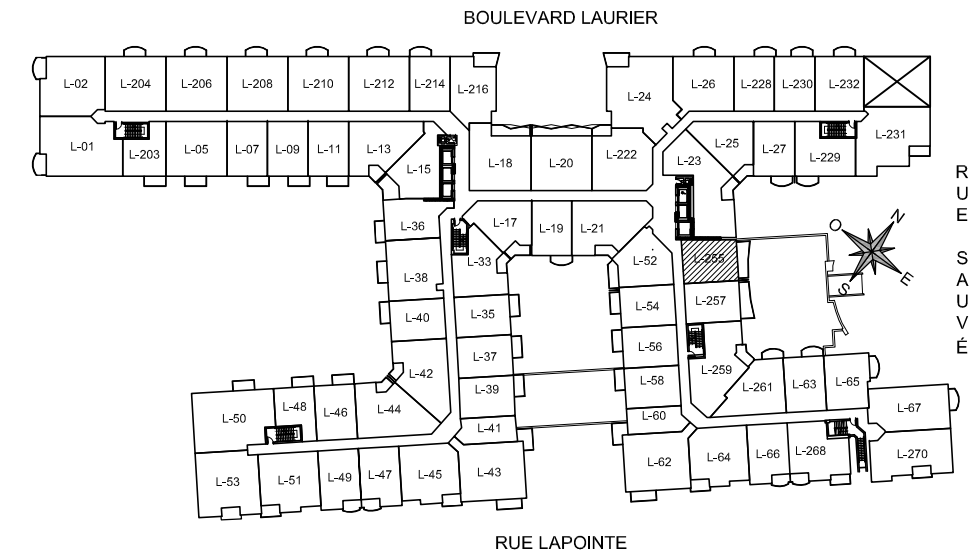 BOULEVARD LAURIER
L-02
L-204
L-206
L-208
L-210
L-212
L-214
L-216
L-24
L-26
L-228
L-230
L-232
L-01
L-203
L-05
L-07
L-09
L-11
L-13
L-15
L-18
L-20
L-222
L-23
L-25
L-27
L-229
L-231
L-36
L-17
L-19
L-21
L-33
L-52
L-255
L-38
L-257
L-40
L-35
L-54
L-37
L-56
L-42
L-39
L-58
L-259
L-261
L-63
L-65
L-50
L-48
L-46
L-44
L-41
L-60
L-67
L-53
L-51
L-49
L-47
L-45
L-43
L-62
L-64
L-66
L-268
L-270
N
O
E
S
RUE SAUVÉ
RUE LAPOINTE